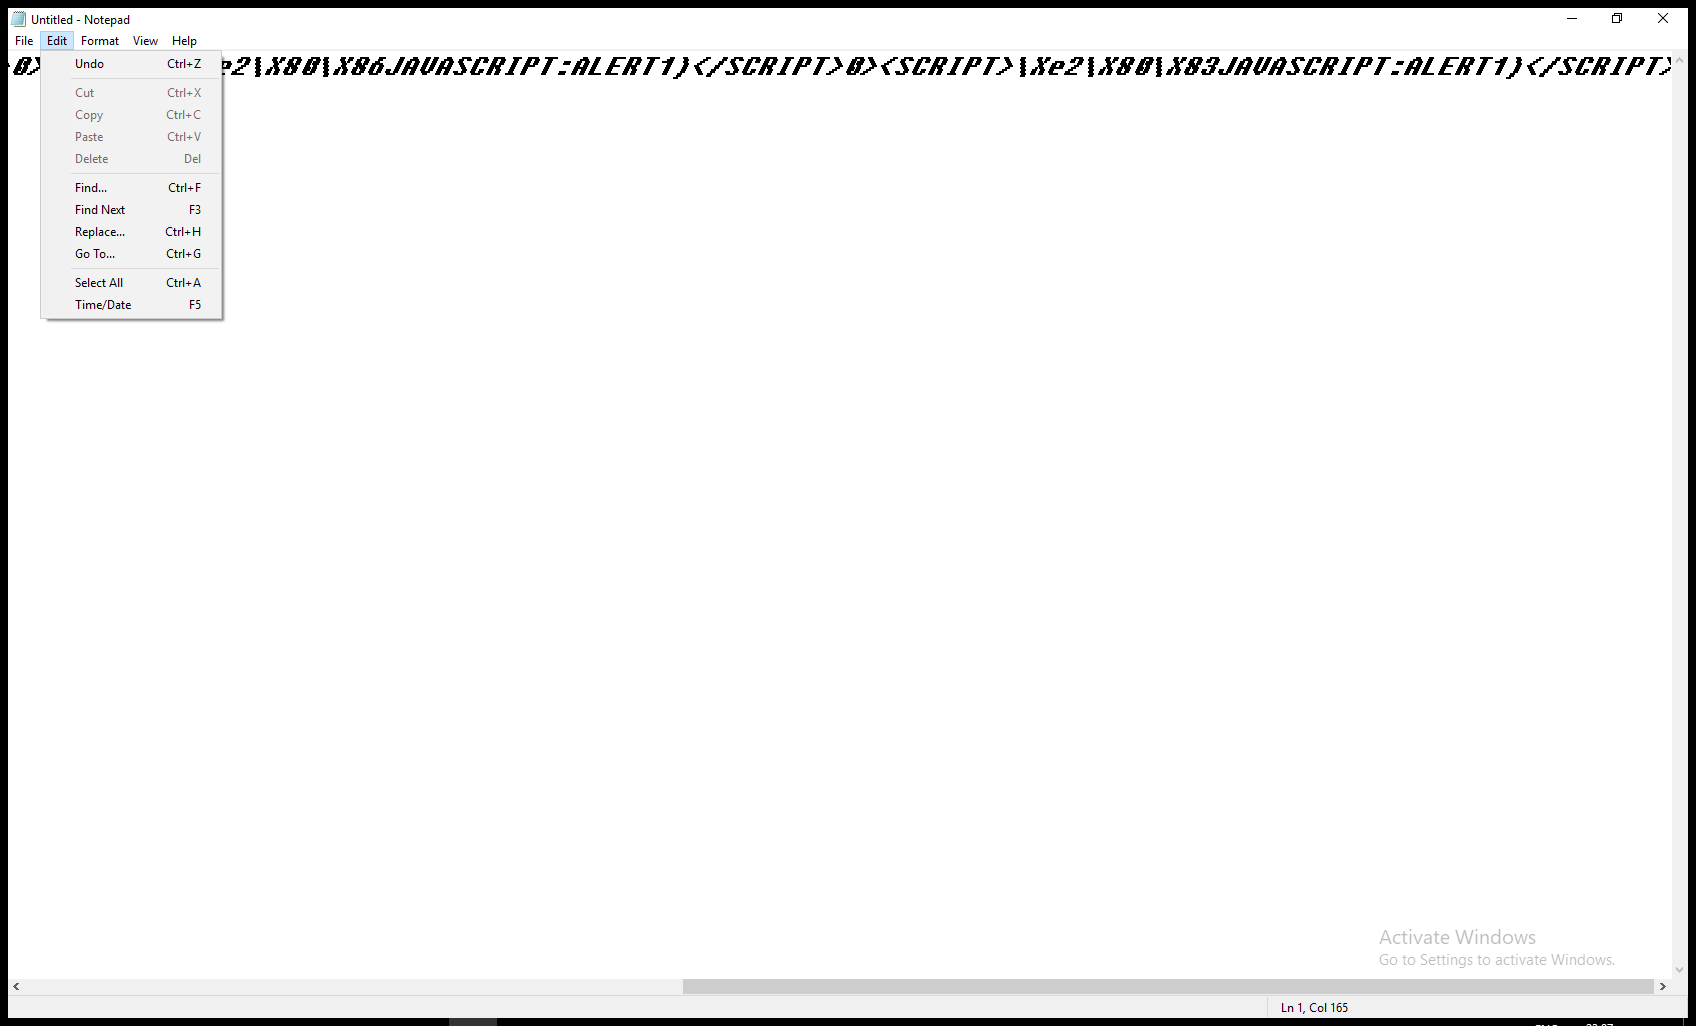 Untitled - Notepad
File Edit Format View Help
0> e2\X80\X86JAVASCRIPT:ALERT1)</SCRIPT>0><SCRIPT>\Xe2\X80\X83JAVASCRIPT:ALERT1)</SCRIPT>
Undo Ctrl+Z
Cut Ctrl+X
Copy Ctrl+C
Paste Ctrl+V
Delete Del
Find... Ctrl+F
Find Next F3
Replace... Ctrl+H
Go To... Ctrl+G
Select All Ctrl+A
Time/Date F5
Activate Windows
Go to Settings to activate Windows.
Ln 1, Col 165